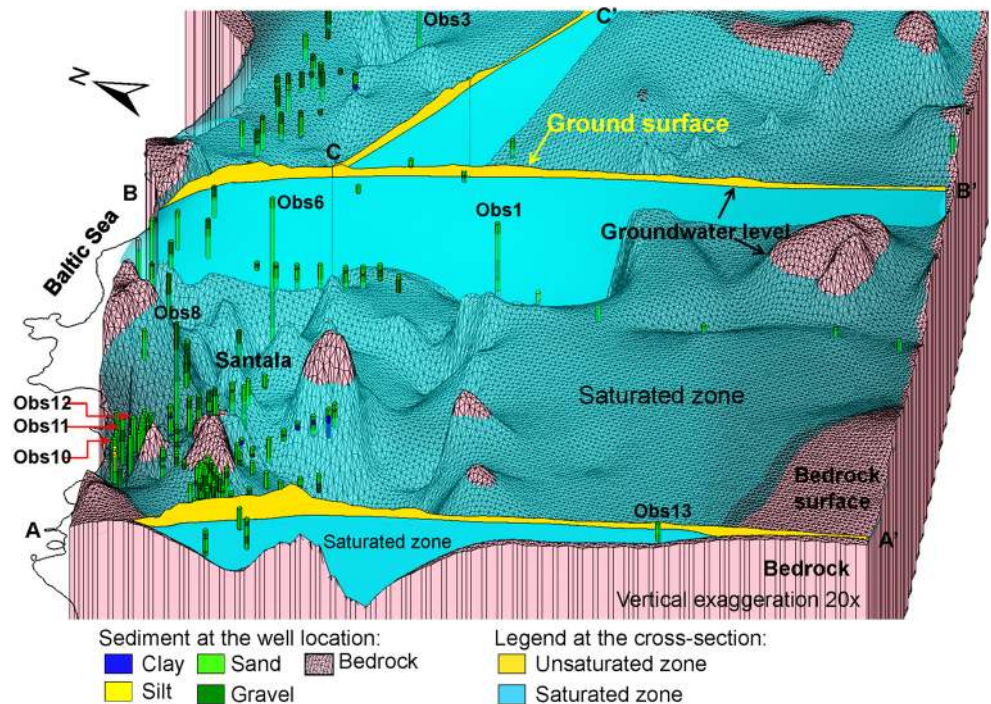 C'
Obs3
N
Ground surface
C
B
B'
Obs6
Obs1
Groundwater level
Baltic Sea
Obs8
Santala
Saturated zone
Obs12
Obs11
Obs10
Bedrock
surface
Obs13
A
Saturated zone
A'
Bedrock
Vertical exaggeration 20x
Sediment at the well location:
Clay
Sand
Bedrock
Silt
Gravel
Legend at the cross-section:
Unsaturated zone
Saturated zone